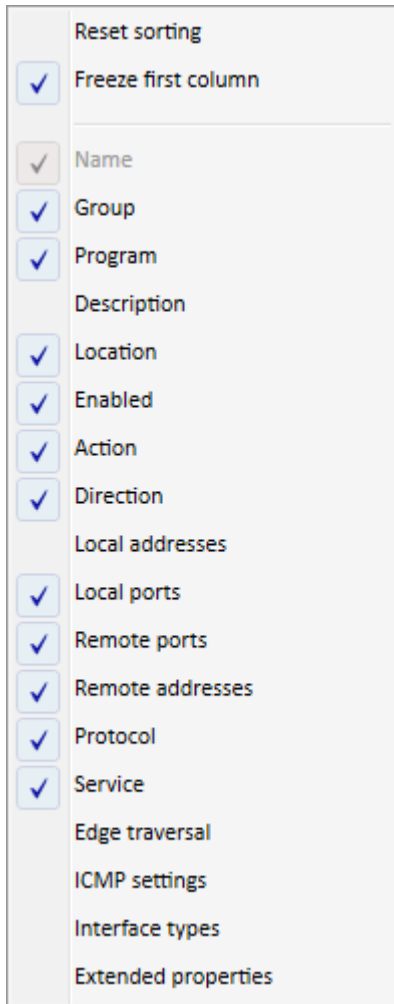 Reset sorting
Freeze first column
Name
Group
Program
Description
Location
Enabled
Action
Direction
Local addresses
Local ports
Remote ports
Remote addresses
Protocol
Service
Edge traversal
ICMP settings
Interface types
Extended properties